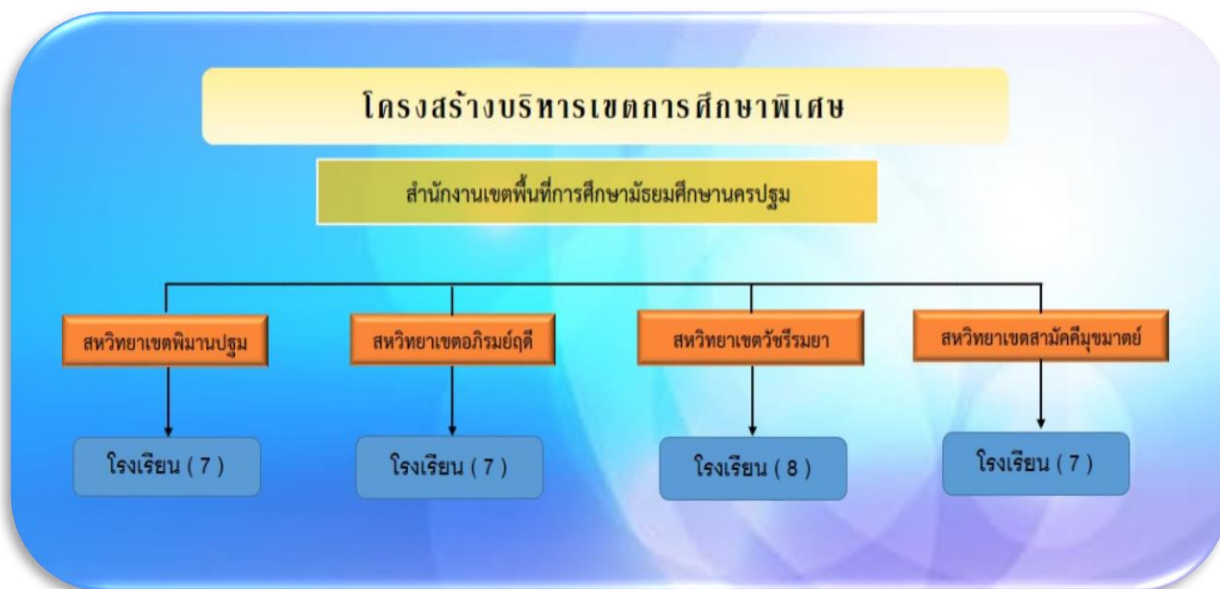 โครงสร้างบริหารเขตการศึกษาพิเศษ
สำนักงานเขตพื้นที่การศึกษามัธยมศึกษานครปฐม
สหวิทยาเขตพิมานปฐม
สหวิทยาเขตอภิรมย์ฤดี
สหวิทยาเขตวัชรีรมยา
สหวิทยาเขตสามัคคีมุขมาตย์
โรงเรียน ( 7 )
โรงเรียน ( 7 )
โรงเรียน ( 8 )
โรงเรียน ( 7 )